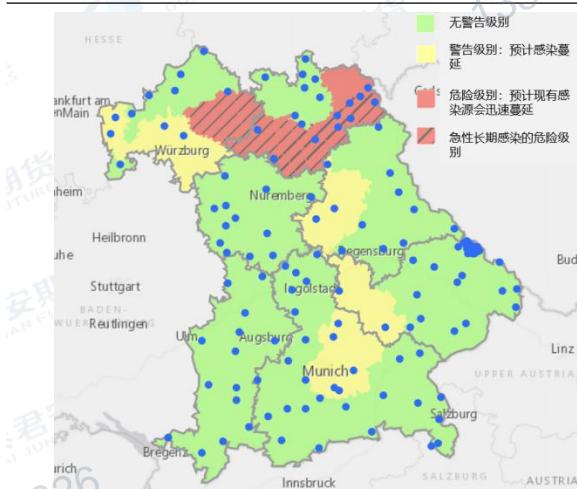 无警告级别
警告级别：预计感染蔓
延
危险级别：预计现有感
染源会迅速蔓延
急性长期感染的危险级
别
HESSE
ankfurt am
Main
Würzburg
heim
Nuremberg
Heilbronn
Regensburg
Bud
Stuttgart
Ingolstadt
BADEN-
WUER
Reutlingen
Ulm
Augsburg
Linz
Munich
UPPER AUSTRIA
Salzburg
Bregenz
urich
SALZBURG
AUSTRIA
Innsbruck